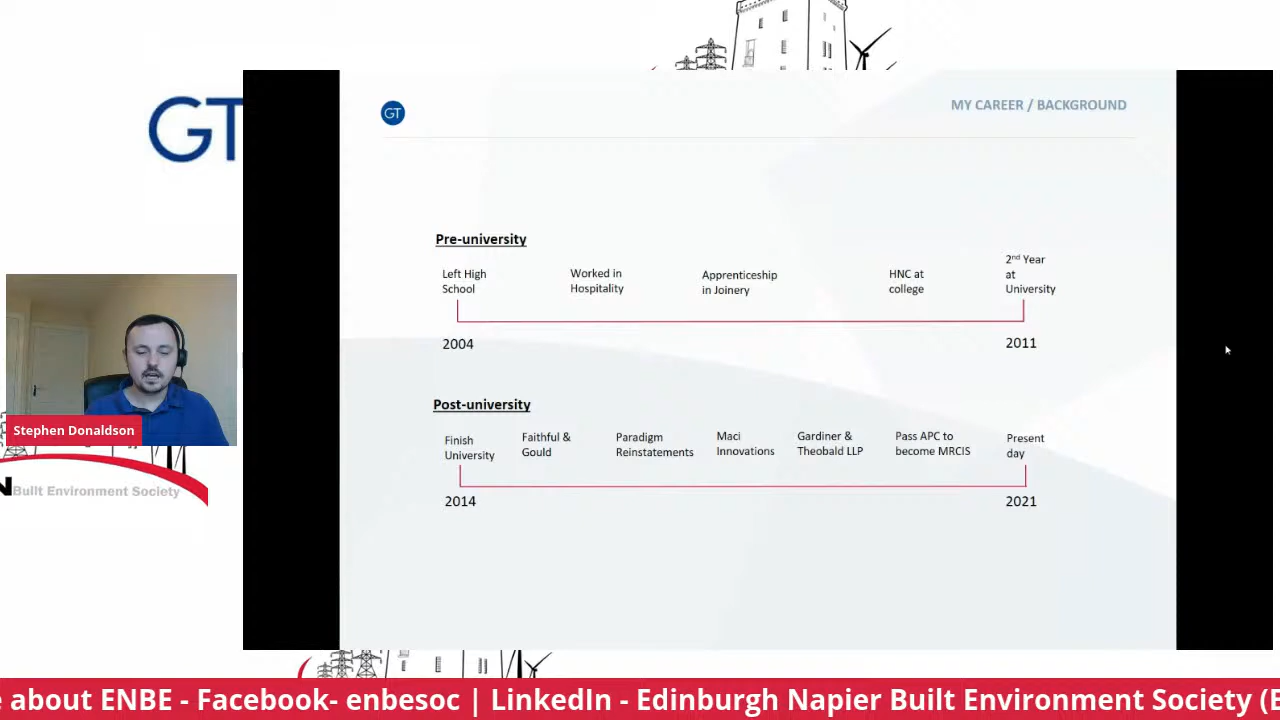 GT
GT
MY CAREER / BACKGROUND
Pre-university
Left High
School
Worked in
Hospitality
Apprenticeship
in Joinery
HNC at
college
2nd Year
at
University
2004
2011
Post-university
Finish
University
Faithful &
Gould
Paradigm
Reinstatements
Maci
Innovations
Gardiner &
Theobald LLP
Pass APC to
become MRCIS
Present
day
2014
2021
Stephen Donaldson
N Built Environment Society
about ENBE - Facebook- enbesoc | LinkedIn - Edinburgh Napier Built Environment Society (E